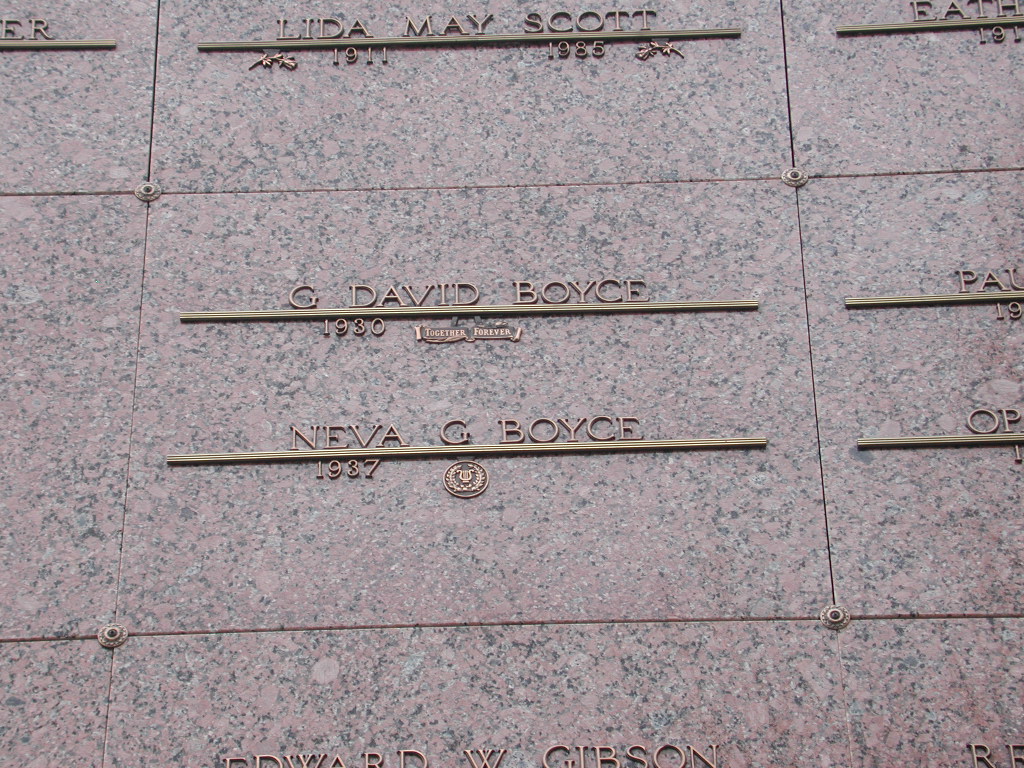 LIDA MAY SCOTT
1911 1985
G DAVID BOYCE
1930
TOGETHER FOREVER
NEVA G BOYCE
1937
EDWARD W GIBSON